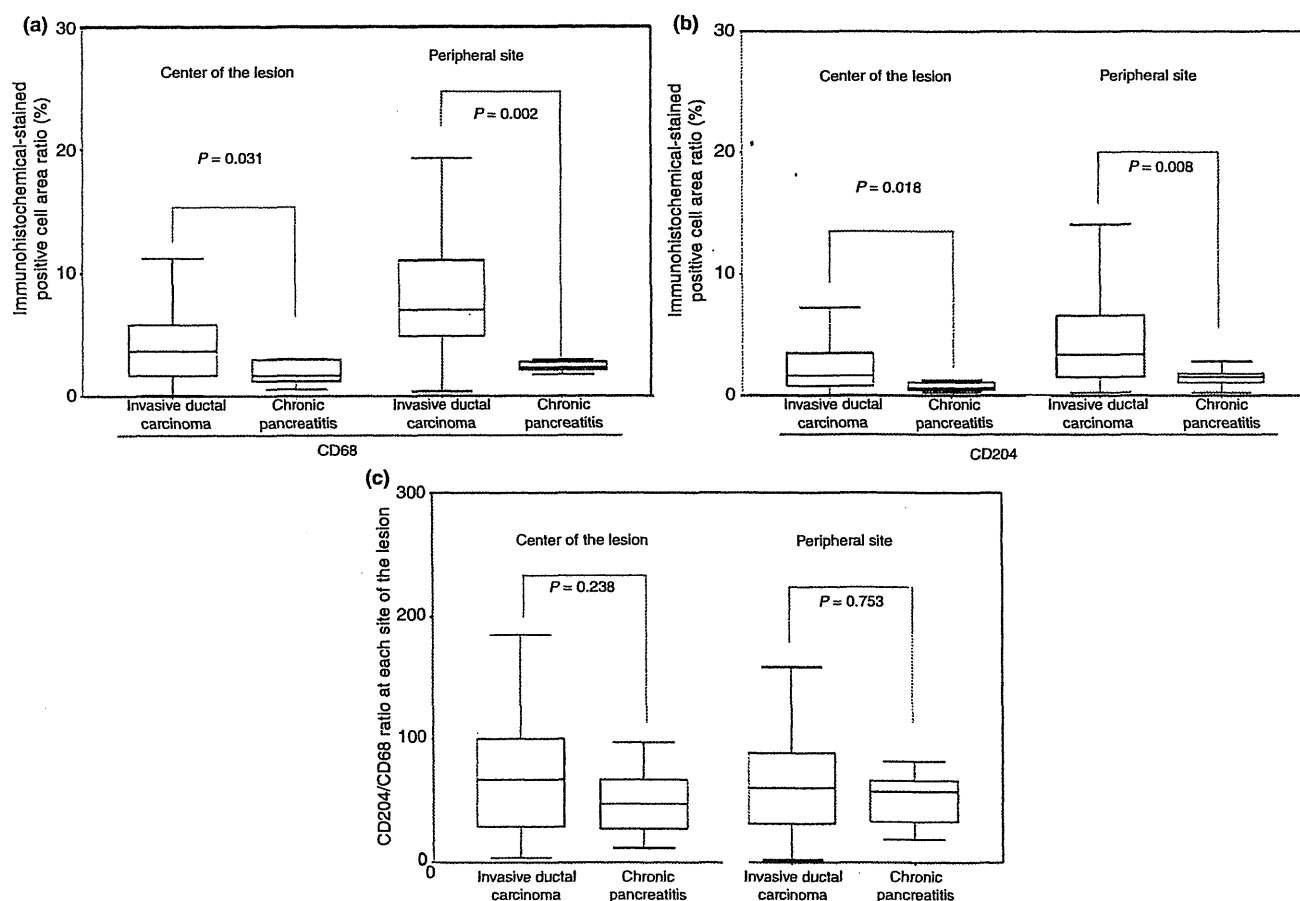 (a)
30
20
10
0
Immunohistochemical-stained
positive cell area ratio (%)
Center of the lesion
Peripheral site
P = 0.031
P = 0.002
Invasive ductal
carcinoma
Chronic
pancreatitis
Invasive ductal
carcinoma
Chronic
pancreatitis
CD68
(b)
30
20
10
0
Immunohistochemical-stained
positive cell area ratio (%)
Center of the lesion
Peripheral site
P = 0.018
P = 0.008
Invasive ductal
carcinoma
Chronic
pancreatitis
Invasive ductal
carcinoma
Chronic
pancreatitis
CD204
(c)
300
200
100
0
0
CD204/CD68 ratio at each site of the lesion
Center of the lesion
Peripheral site
P = 0.238
P = 0.753
Invasive ductal
carcinoma
Chronic
pancreatitis
Invasive ductal
carcinoma
Chronic
pancreatitis